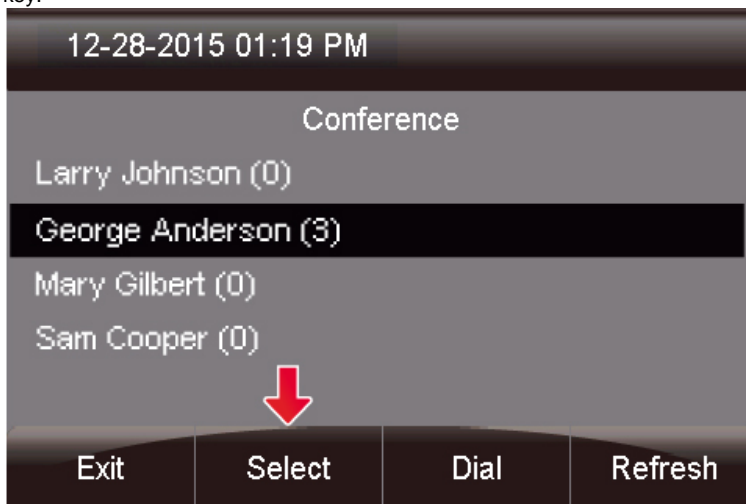 key.
12-28-2015 01:19 PM
Conference
Larry Johnson (0)
George Anderson (3)
Mary Gilbert (0)
Sam Cooper (0)
Exit Select Dial Refresh